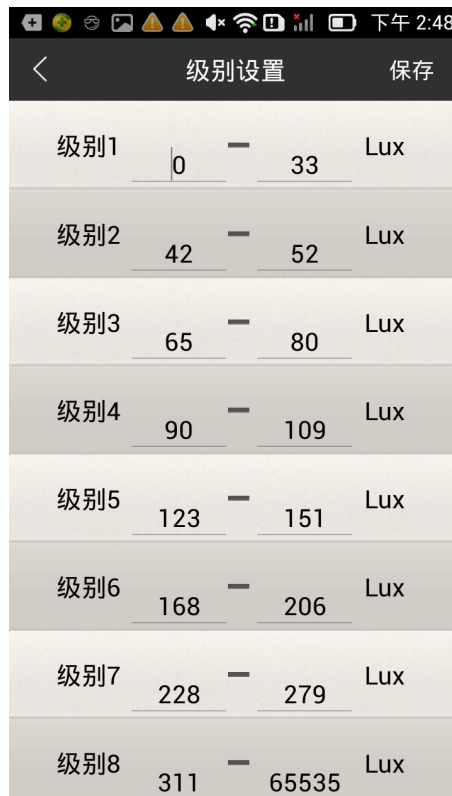 下午 2:48
级别设置 保存
级别1 0 — 33 Lux
级别2 42 — 52 Lux
级别3 65 — 80 Lux
级别4 90 — 109 Lux
级别5 123 — 151 Lux
级别6 168 — 206 Lux
级别7 228 — 279 Lux
级别8 311 — 65535 Lux